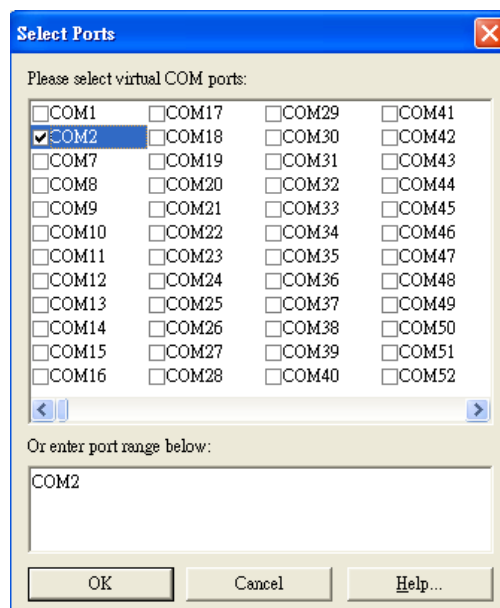 Select Ports
Please select virtual COM ports:
COM1 COM17 COM29 COM41
COM2 COM18 COM30 COM42
COM7 COM19 COM31 COM43
COM8 COM20 COM32 COM44
COM9 COM21 COM33 COM45
COM10 COM22 COM34 COM46
COM11 COM23 COM35 COM47
COM12 COM24 COM36 COM48
COM13 COM25 COM37 COM49
COM14 COM26 COM38 COM50
COM15 COM27 COM39 COM51
COM16 COM28 COM40 COM52
Or enter port range below:
COM2
OK Cancel Help...